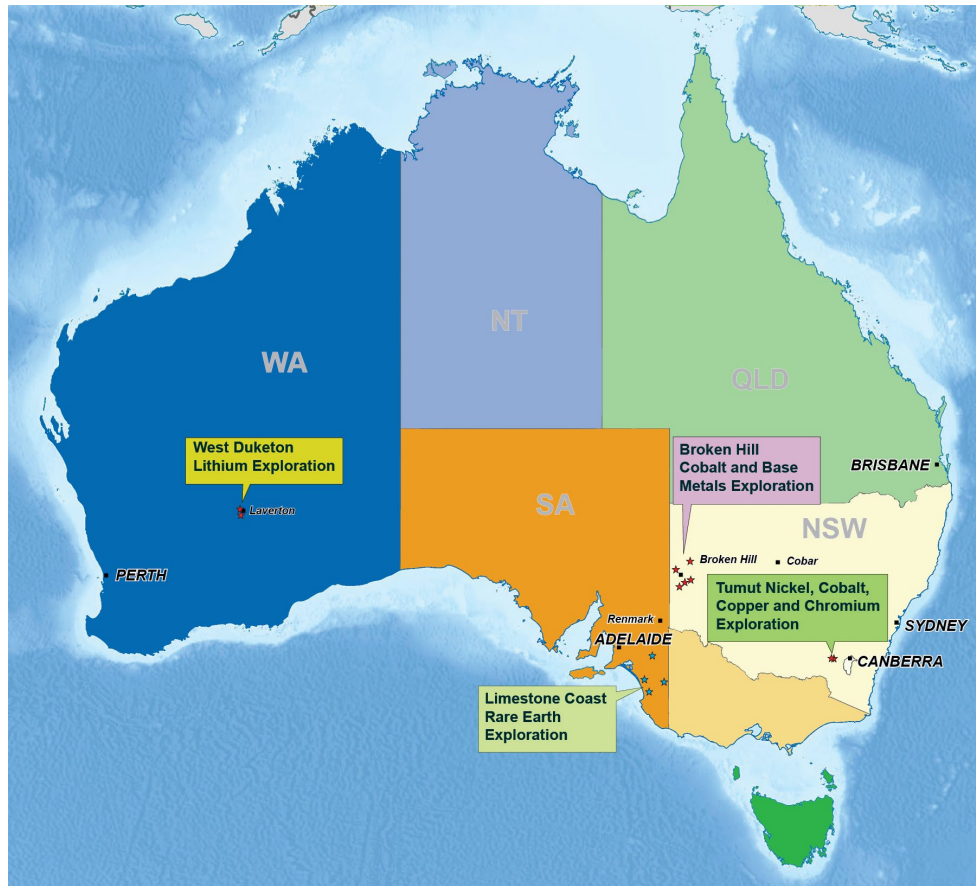 NT
WA
QLD
West Duketon
Lithium Exploration
Broken Hill
Cobalt and Base
Metals Exploration
BRISBANE
SA
Laverton
NSW
Broken Hill
Cobar
PERTH
Tumut Nickel, Cobalt,
Copper and Chromium
Exploration
Renmark
ADELAIDE
SYDNEY
CANBERRA
Limestone Coast
Rare Earth
Exploration